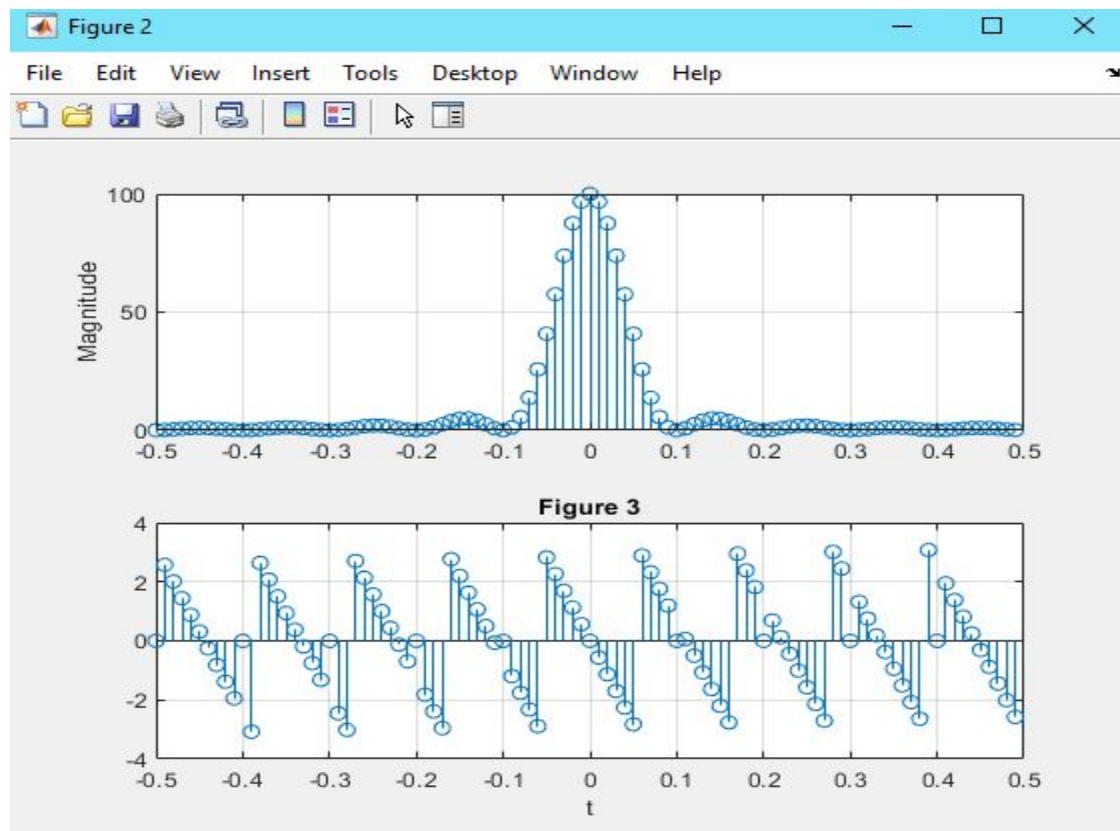 Figure 2
File Edit View Insert Tools Desktop Window Help
100
50
0
Magnitude
-0.5 -0.4 -0.3 -0.2 -0.1 0 0.1 0.2 0.3 0.4 0.5
Figure 3
4
2
0
-2
-4
-0.5 -0.4 -0.3 -0.2 -0.1 0 0.1 0.2 0.3 0.4 0.5
t